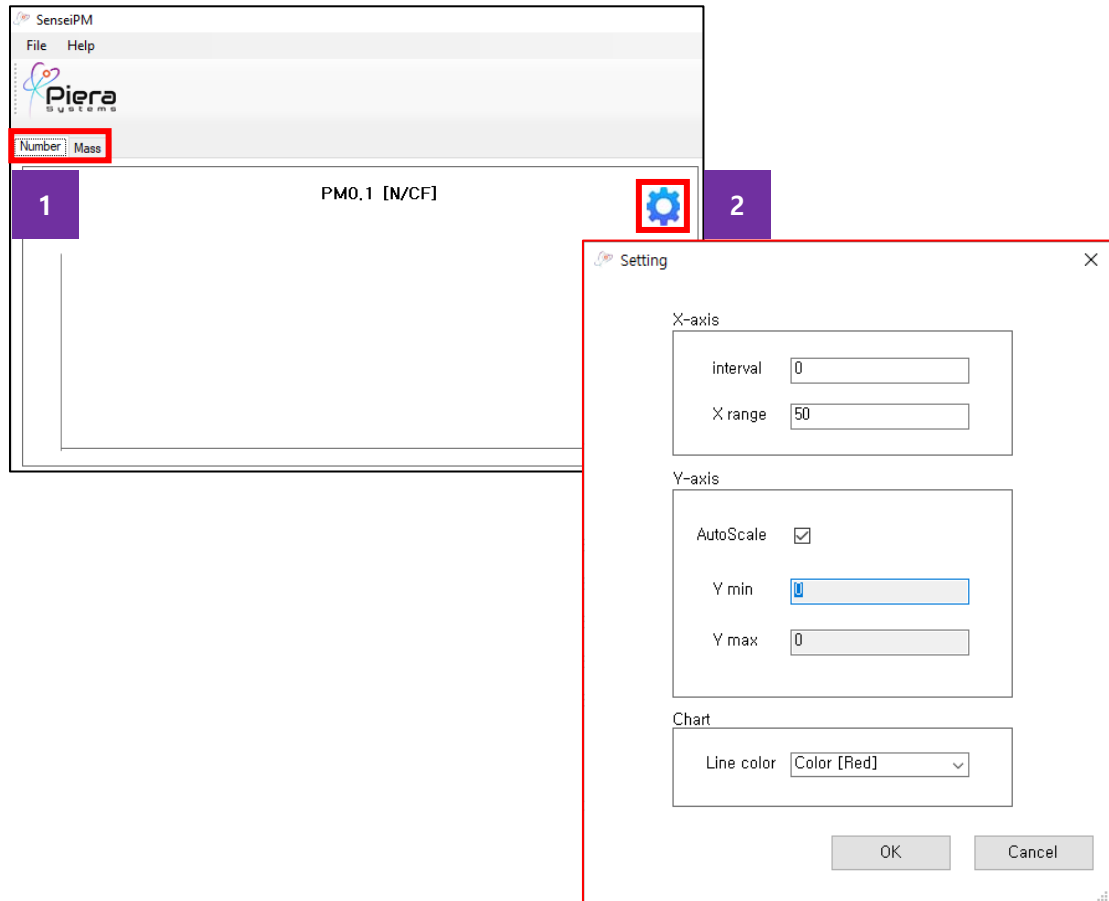 SenseiPM
File Help
Piera
Systems
Number Mass
1
PM0.1 [N/CF]
2
Setting
X-axis
interval 0
X range 50
Y-axis
AutoScale
Y min 0
Y max 0
Chart
Line color Color [Red]
OK Cancel